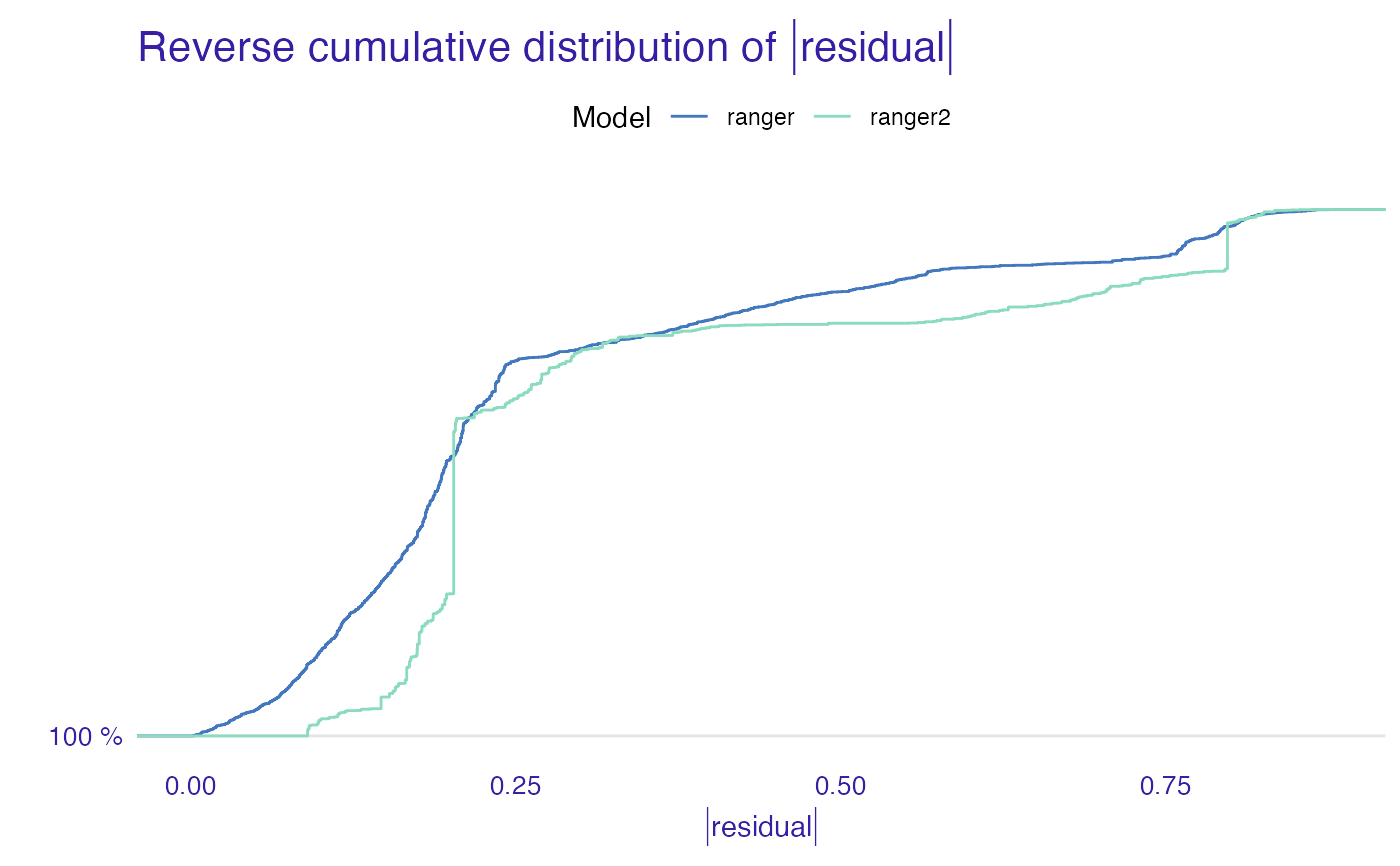 Reverse cumulative distribution of |residual|
Model ranger ranger2
100 %
0.00 0.25 0.50 0.75
|residual|